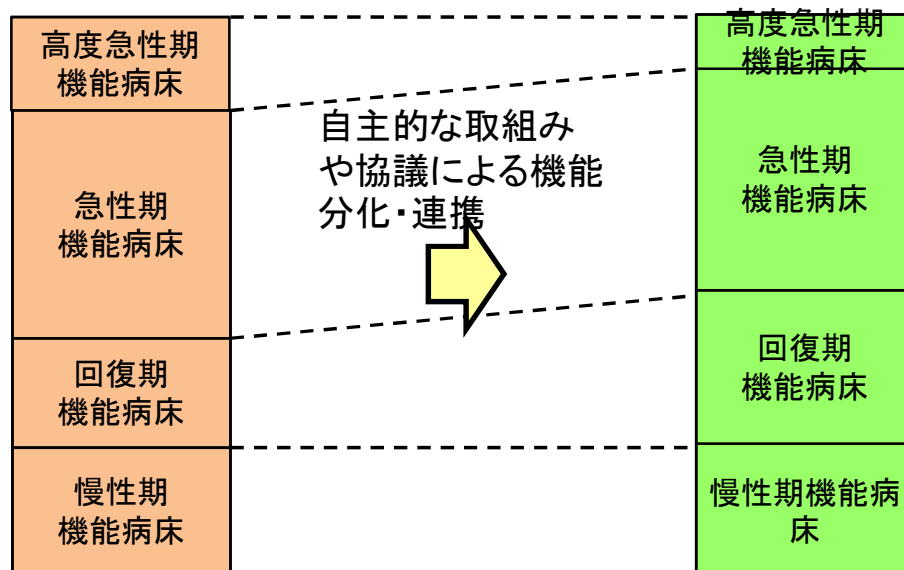 高度急性期
機能病床
急性期
機能病床
回復期
機能病床
慢性期
機能病床
自主的な取組み
や協議による機能
分化・連携
高度急性期
機能病床
急性期
機能病床
回復期
機能病床
慢性期機能病
床